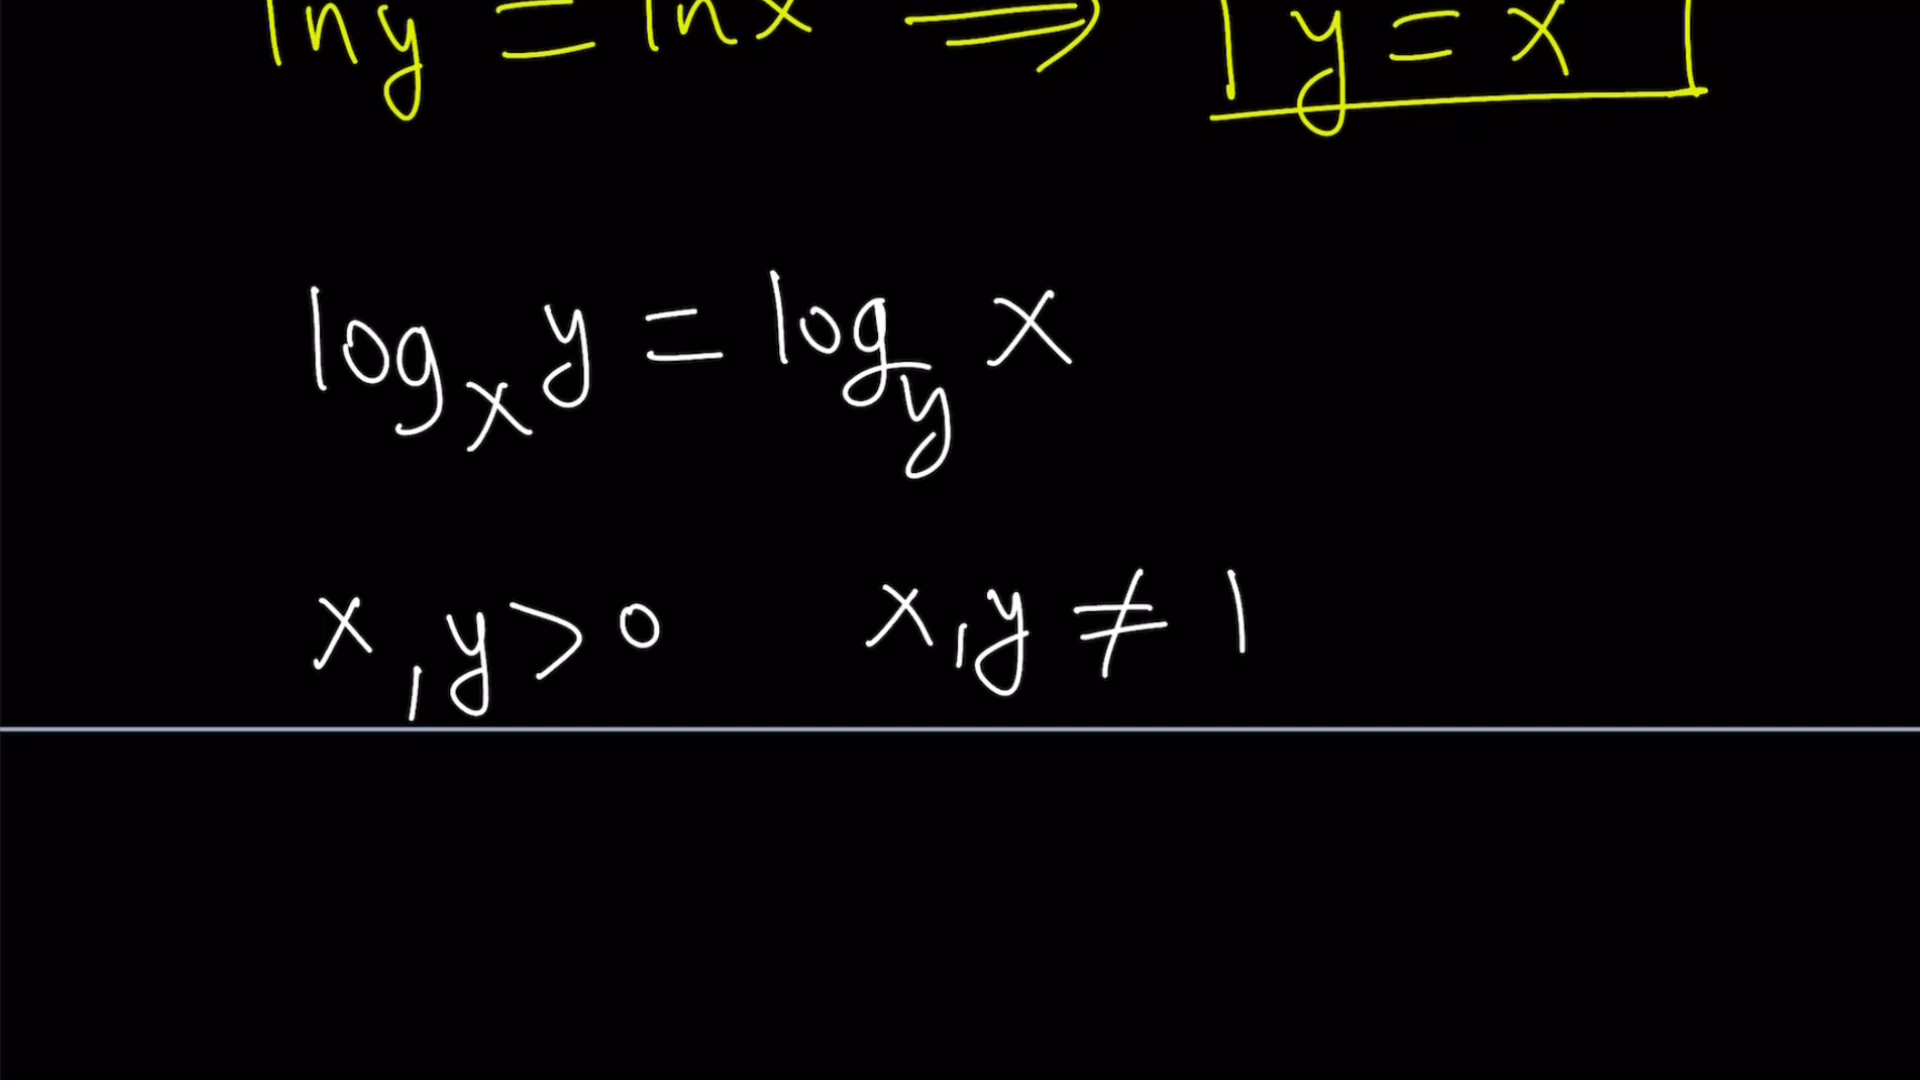 ln y = ln x ⟹ y = x
log_x y = log_y x
x, y > 0 x, y ≠ 1